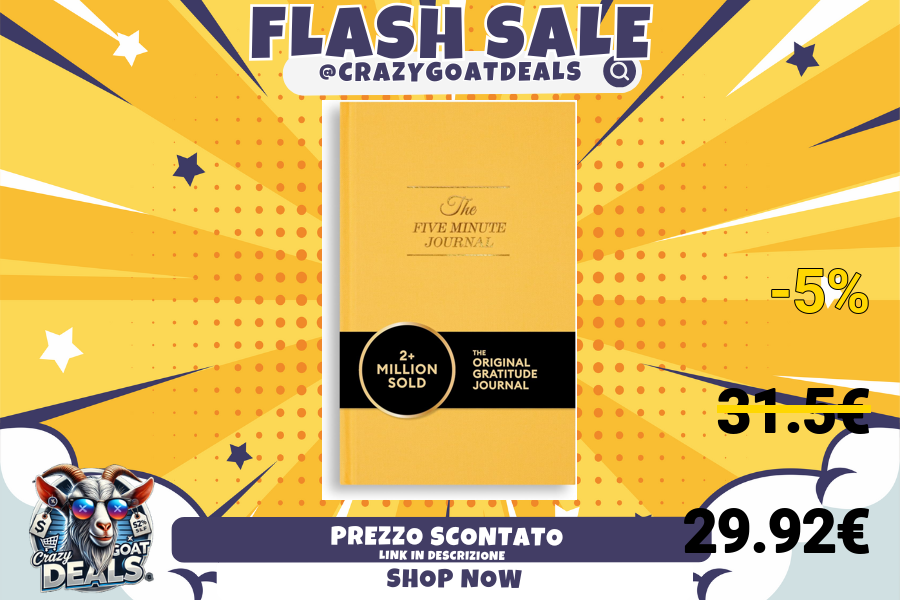 FLASH SALE
@CRAZYGOATDEALS
The
FIVE MINUTE
JOURNAL
2+
MILLION
SOLD
THE
ORIGINAL
GRATITUDE
JOURNAL
-5%
31.5€
29.92€
PREZZO SCONTATO
LINK IN DESCRIZIONE
SHOP NOW
$
Crazy
GOAT
DEALS